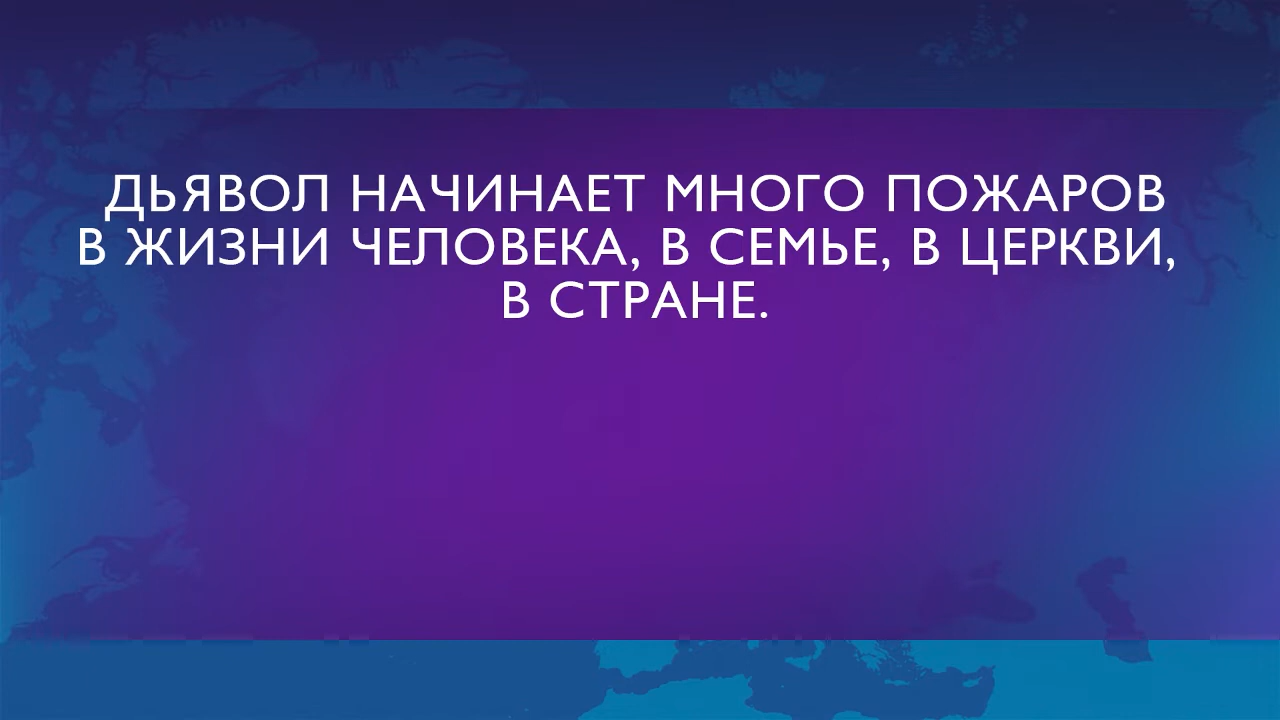 ДЬЯВОЛ НАЧИНАЕТ МНОГО ПОЖАРОВ
В ЖИЗНИ ЧЕЛОВЕКА, В СЕМЬЕ, В ЦЕРКВИ,
В СТРАНЕ.